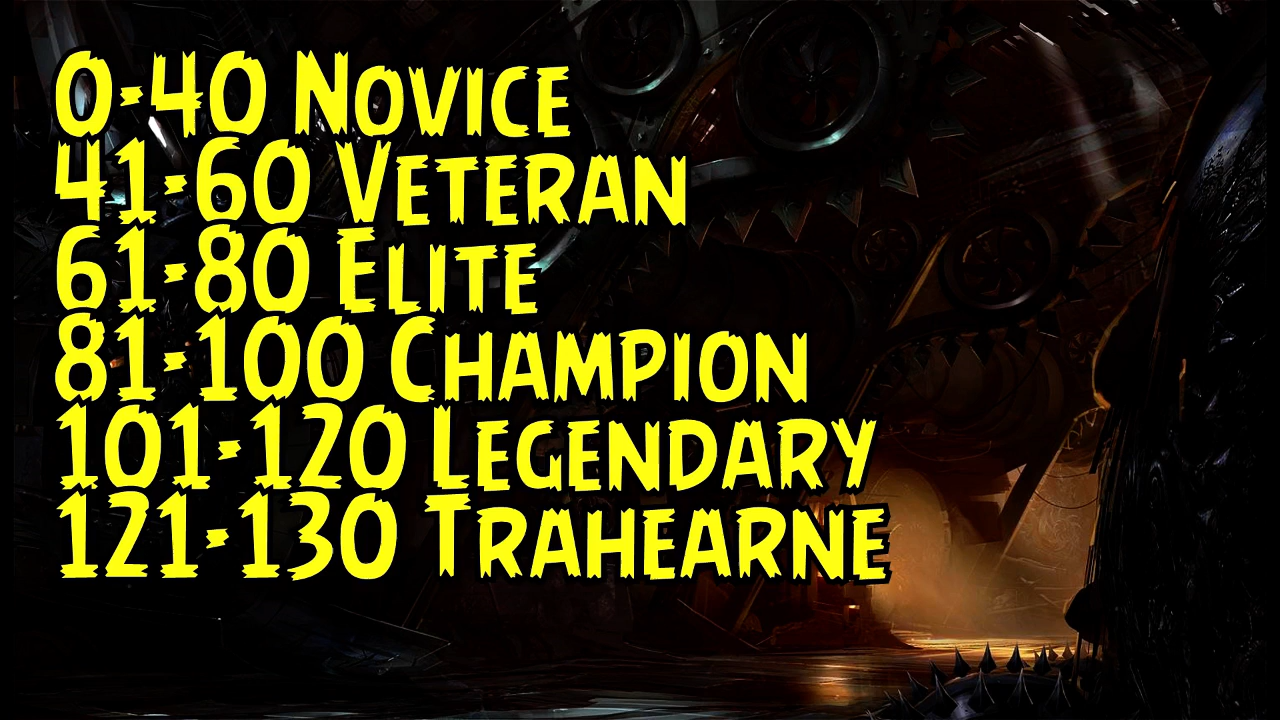 0-40 Novice
41-60 Veteran
61-80 Elite
81-100 Champion
101-120 Legendary
121-130 Trahearne